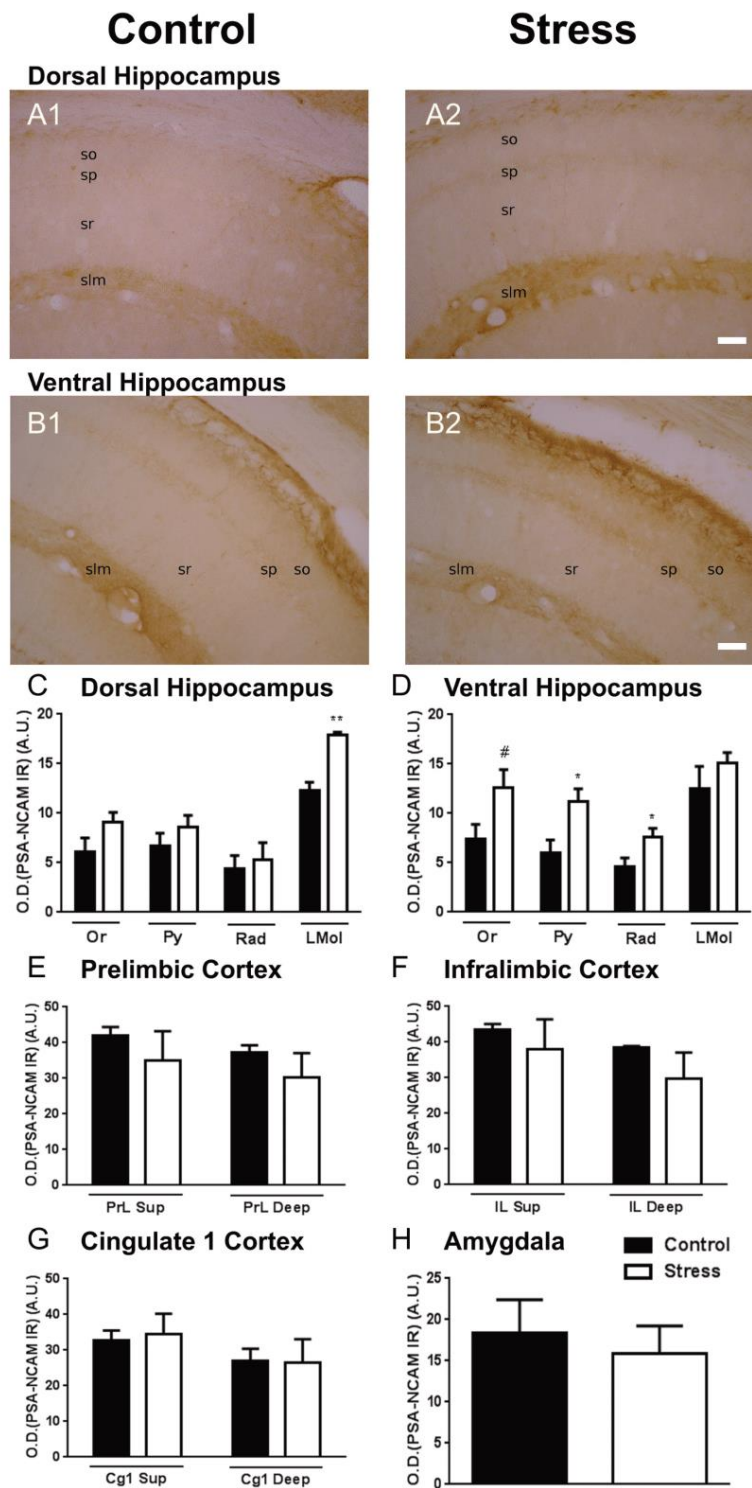 Control Stress
Dorsal Hippocampus
A1 A2
so so
sp sp
sr sr
slm slm
Ventral Hippocampus
B1 B2
slm sr sp so slm sr sp so
C Dorsal Hippocampus
O.D.(PSA-NCAM IR) (A.U.)
20
15
10
5
0
**
Or Py Rad LMol
D Ventral Hippocampus
O.D.(PSA-NCAM IR) (A.U.)
20
15
10
5
0
# * *
Or Py Rad LMol
E Prelimbic Cortex
O.D.(PSA-NCAM IR) (A.U.)
50
40
30
20
10
0
PrL Sup PrL Deep
F Infralimbic Cortex
O.D.(PSA-NCAM IR) (A.U.)
50
40
30
20
10
0
IL Sup IL Deep
G Cingulate 1 Cortex
O.D.(PSA-NCAM IR) (A.U.)
50
40
30
20
10
0
Cg1 Sup Cg1 Deep
H Amygdala
Control
Stress
O.D.(PSA-NCAM IR) (A.U.)
25
20
15
10
5
0